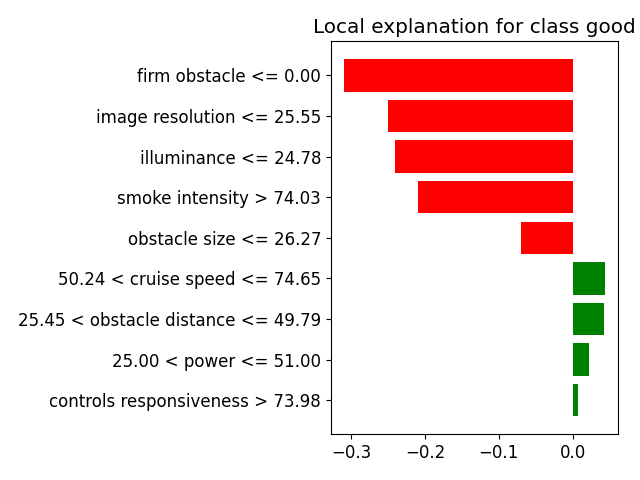 Local explanation for class good
firm obstacle <= 0.00
image resolution <= 25.55
illuminance <= 24.78
smoke intensity > 74.03
obstacle size <= 26.27
50.24 < cruise speed <= 74.65
25.45 < obstacle distance <= 49.79
25.00 < power <= 51.00
controls responsiveness > 73.98
−0.3 −0.2 −0.1 0.0